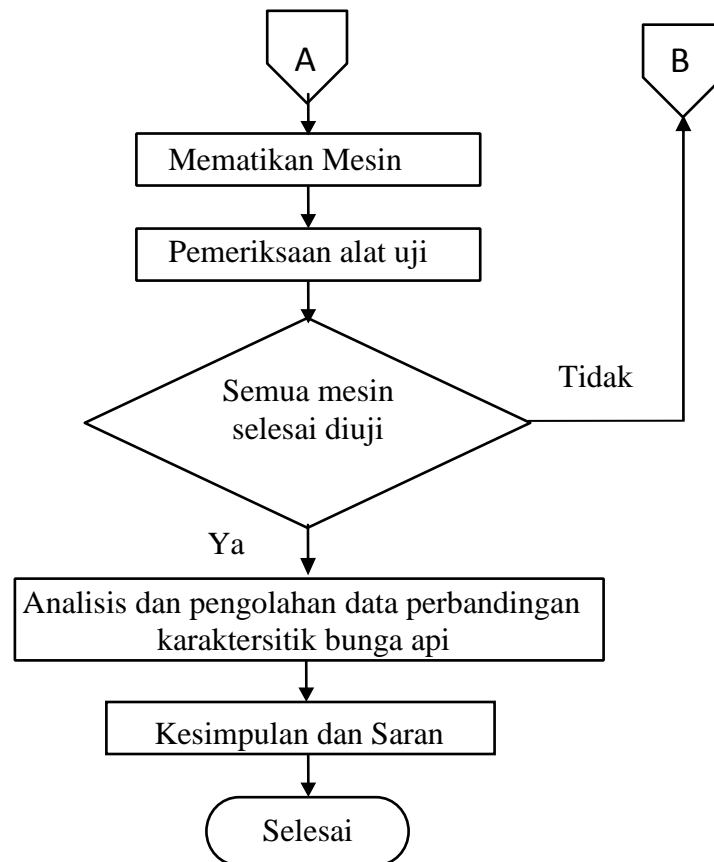 A
B
Mematikan Mesin
Pemeriksaan alat uji
Semua mesin
selesai diuji
Tidak
Ya
Analisis dan pengolahan data perbandingan
karaktersitik bunga api
Kesimpulan dan Saran
Selesai